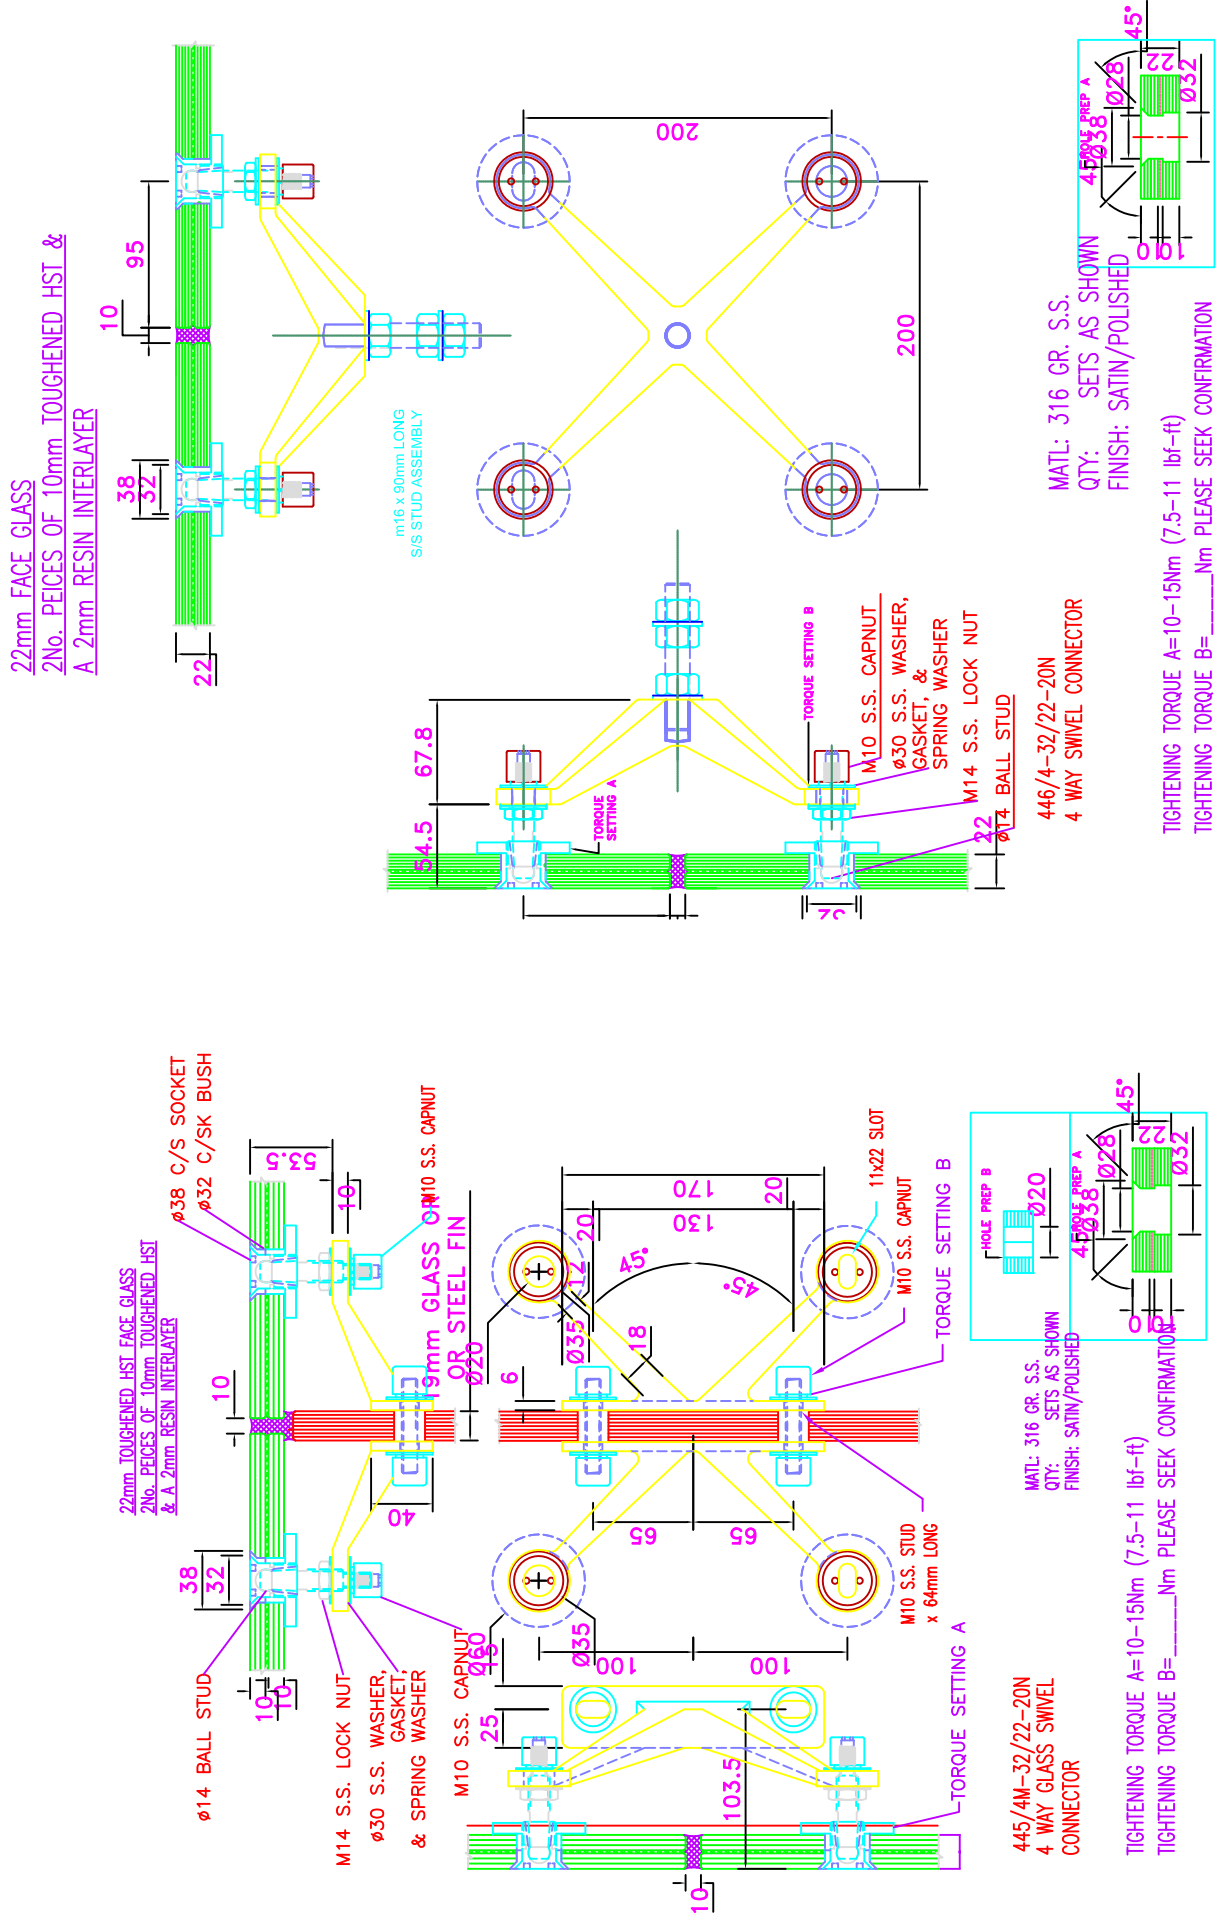 22mm FACE GLASS
2No. PEICES OF 10mm TOUGHENED HST &
A 2mm RESIN INTERLAYER
22
38
32
10
95
m16 x 90mm LONG
S/S STUD ASSEMBLY
200
200
54.5
67.8
TORQUE
SETTING A
TORQUE SETTING B
M10 S.S. CAPNUT
ø30 S.S. WASHER,
GASKET, &
SPRING WASHER
M14 S.S. LOCK NUT
ø14 BALL STUD
22
32
446/4-32/22-20N
4 WAY SWIVEL CONNECTOR
MATL: 316 GR. S.S.
QTY: SETS AS SHOWN
FINISH: SATIN/POLISHED
TIGHTENING TORQUE A=10-15Nm (7.5-11 lbf-ft)
TIGHTENING TORQUE B=_____Nm PLEASE SEEK CONFIRMATION
HOLE PREP A
45°
Ø38
Ø28
45°
22
Ø32
10
10
22mm TOUGHENED HST FACE GLASS
2No. PEICES OF 10mm TOUGHENED HST
& A 2mm RESIN INTERLAYER
ø38 C/S SOCKET
ø32 C/SK BUSH
53.5
10
M10 S.S. CAPNUT
10
38
32
10
10
40
ø14 BALL STUD
M14 S.S. LOCK NUT
ø30 S.S. WASHER,
GASKET,
& SPRING WASHER
M10 S.S. CAPNUT
19mm GLASS OR
OR STEEL FIN
Ø20
6
Ø35
18
12
20
45°
45°
170
130
20
11x22 SLOT
M10 S.S. CAPNUT
TORQUE SETTING B
65
65
M10 S.S. STUD
x 64mm LONG
Ø60
15
Ø35
100
100
25
103.5
10
TORQUE SETTING A
445/4M-32/22-20N
4 WAY GLASS SWIVEL
CONNECTOR
MATL: 316 GR. S.S.
QTY: SETS AS SHOWN
FINISH: SATIN/POLISHED
TIGHTENING TORQUE A=10-15Nm (7.5-11 lbf-ft)
TIGHTENING TORQUE B=_____Nm PLEASE SEEK CONFIRMATION
HOLE PREP B
Ø20
HOLE PREP A
45°
Ø38
Ø28
45°
22
Ø32
10
10